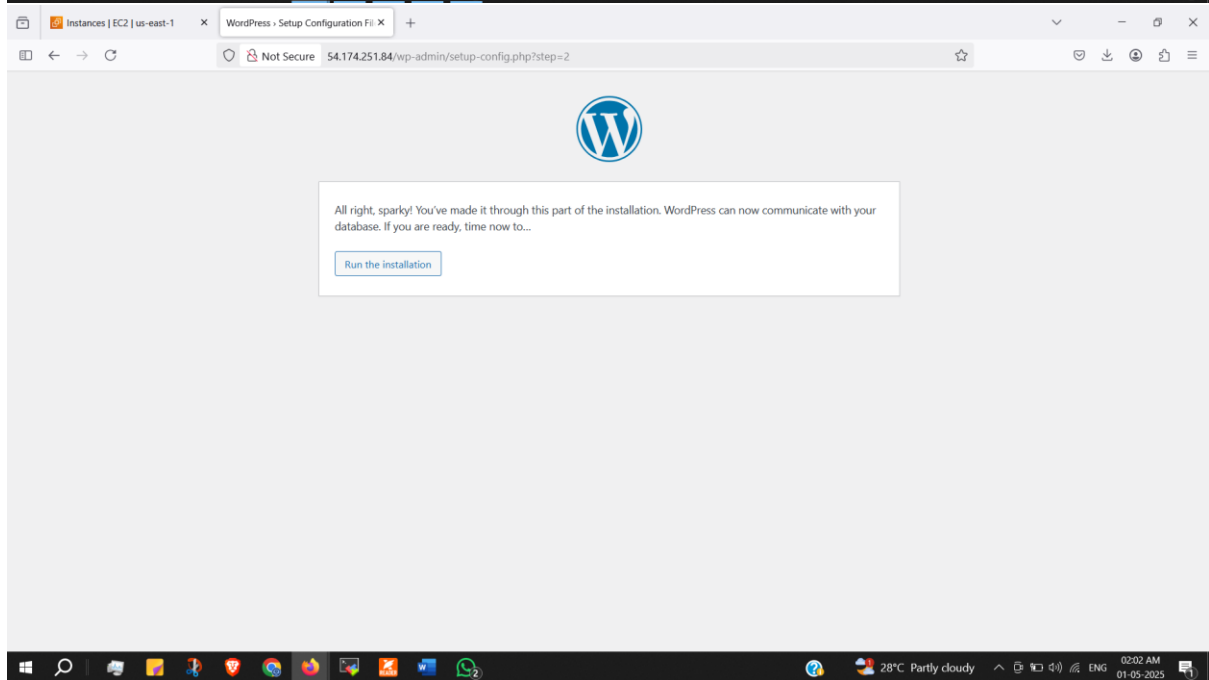 Instances | EC2 | us-east-1
WordPress › Setup Configuration Fil
Not Secure 54.174.251.84/wp-admin/setup-config.php?step=2
All right, sparky! You've made it through this part of the installation. WordPress can now communicate with your
database. If you are ready, time now to...
Run the installation
28°C Partly cloudy
ENG
02:02 AM
01-05-2025
2
1